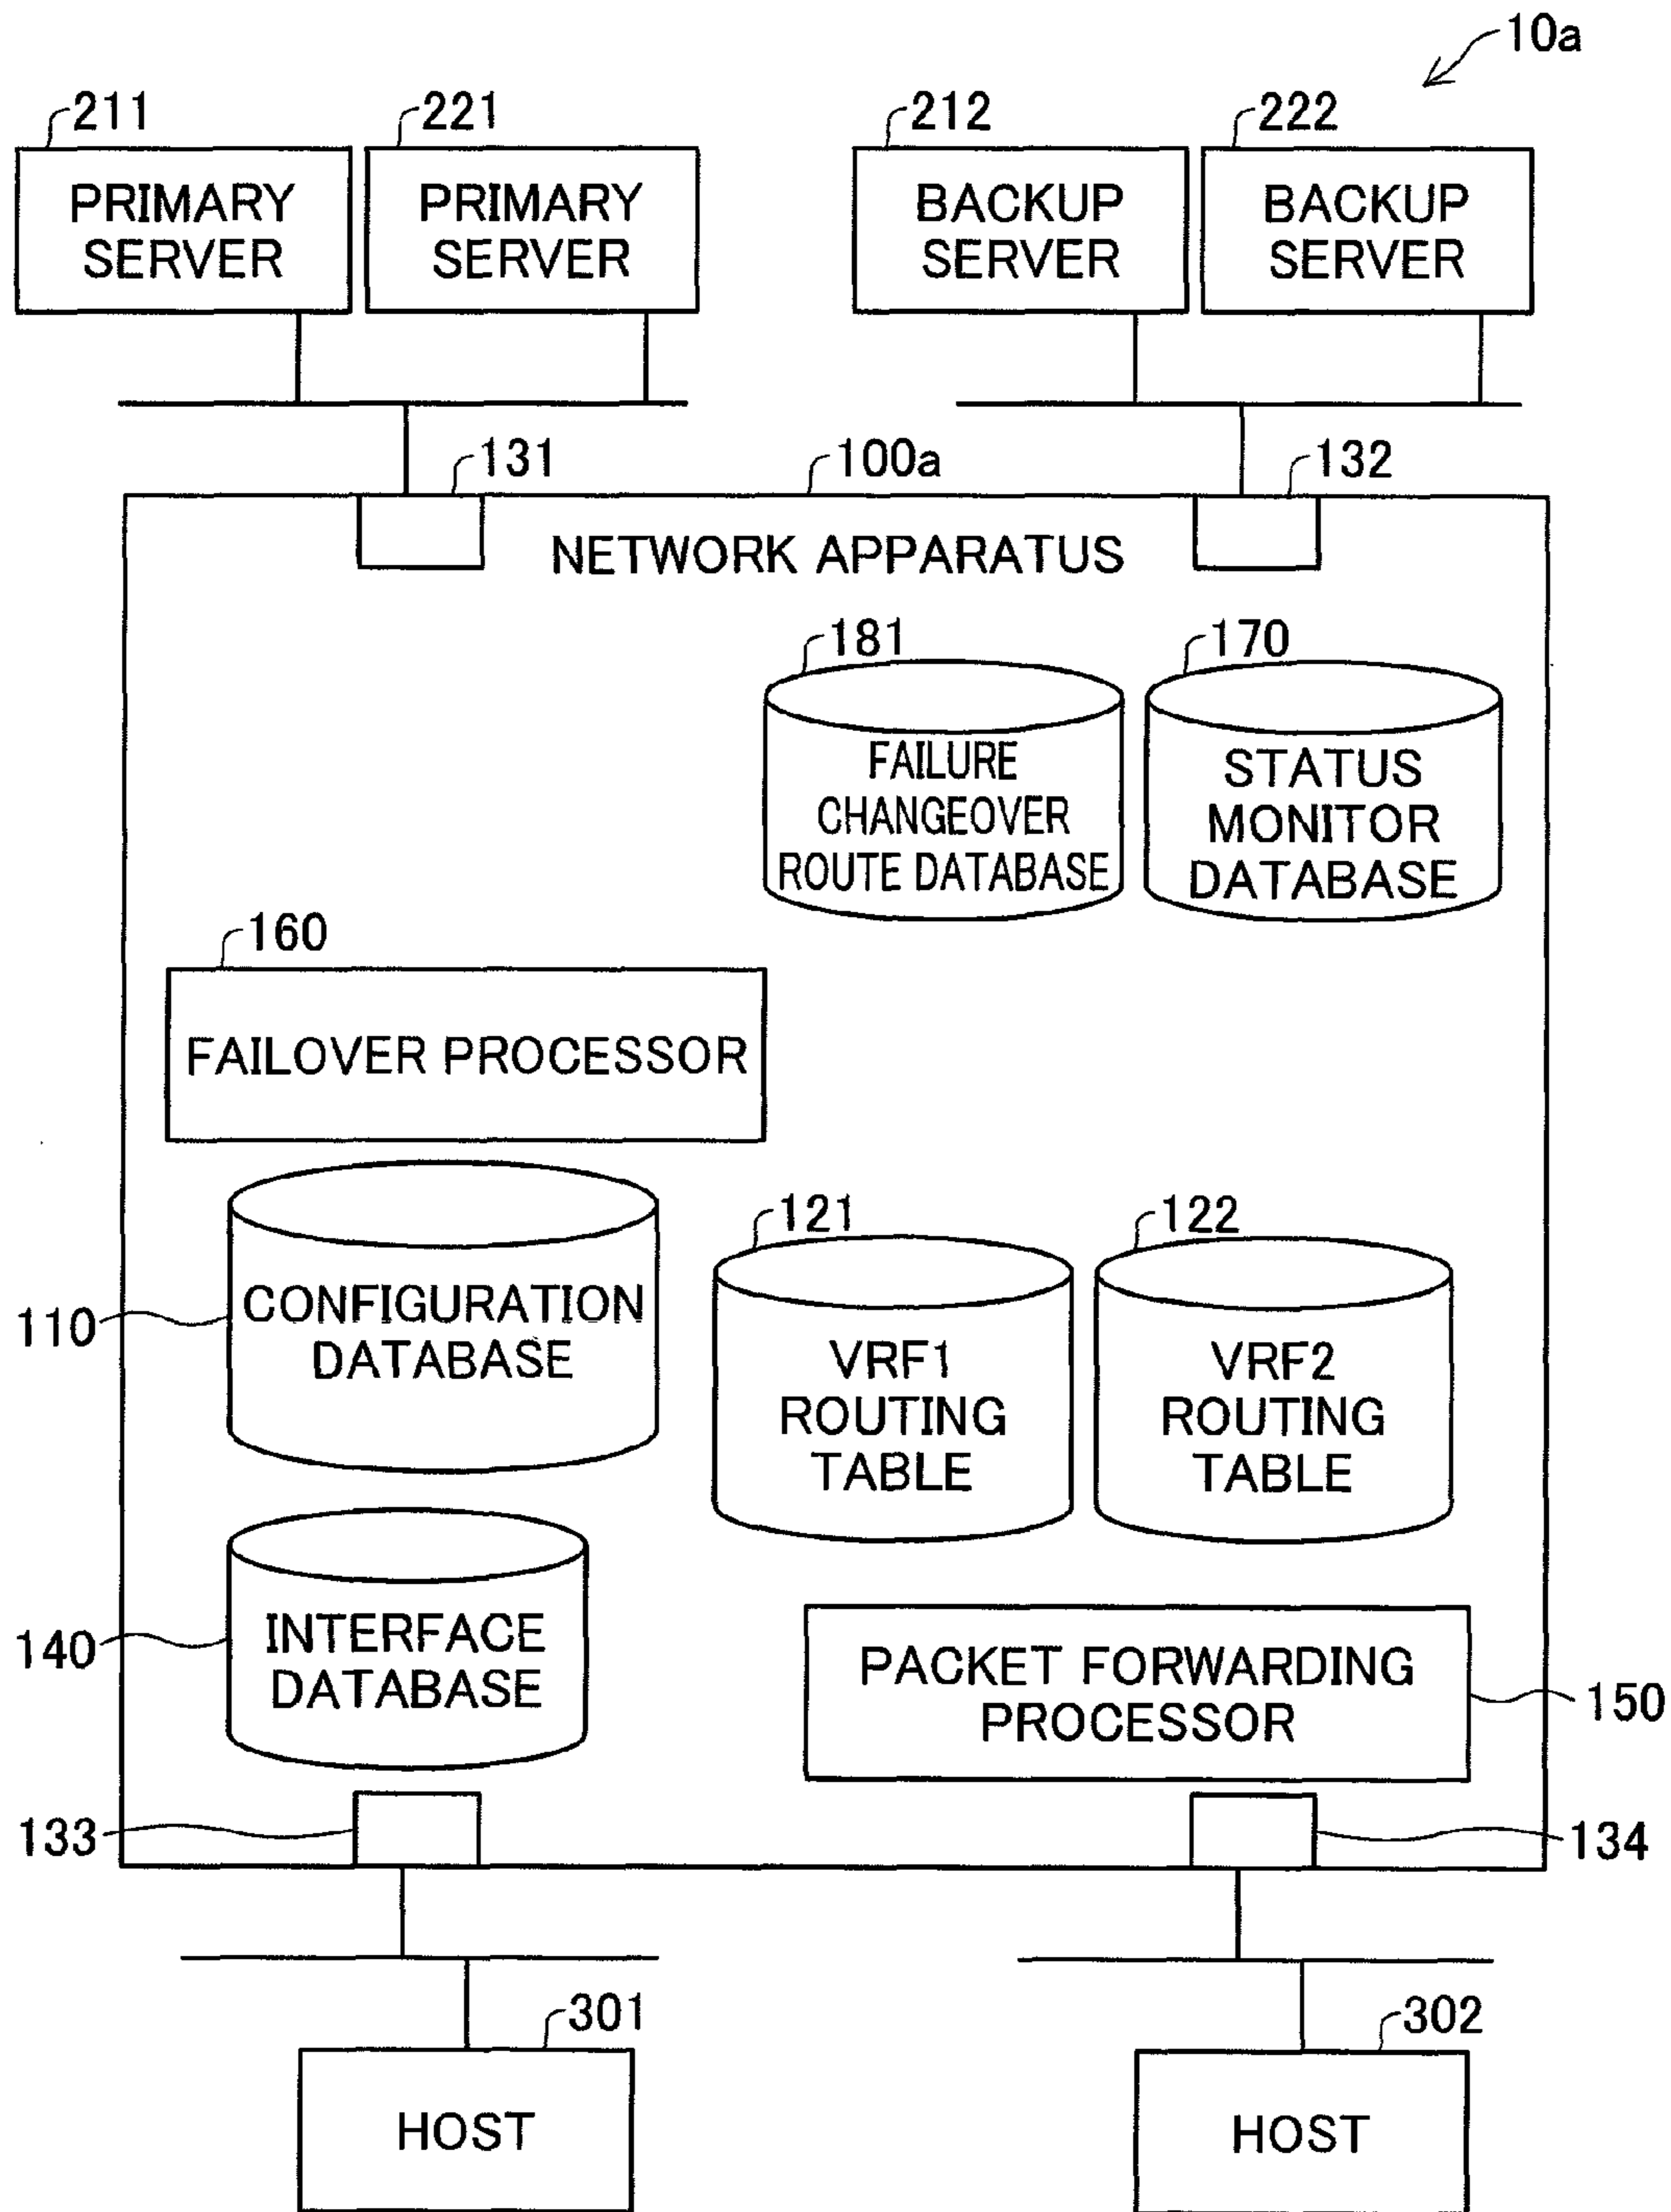 10a
211
221
212
222
PRIMARY
SERVER
PRIMARY
SERVER
BACKUP
SERVER
BACKUP
SERVER
131
100a
132
NETWORK APPARATUS
181
170
FAILURE
CHANGEOVER
ROUTE DATABASE
STATUS
MONITOR
DATABASE
160
FAILOVER PROCESSOR
110
CONFIGURATION
DATABASE
121
122
VRF1
ROUTING
TABLE
VRF2
ROUTING
TABLE
140
INTERFACE
DATABASE
PACKET FORWARDING
PROCESSOR
150
133
134
301
302
HOST
HOST